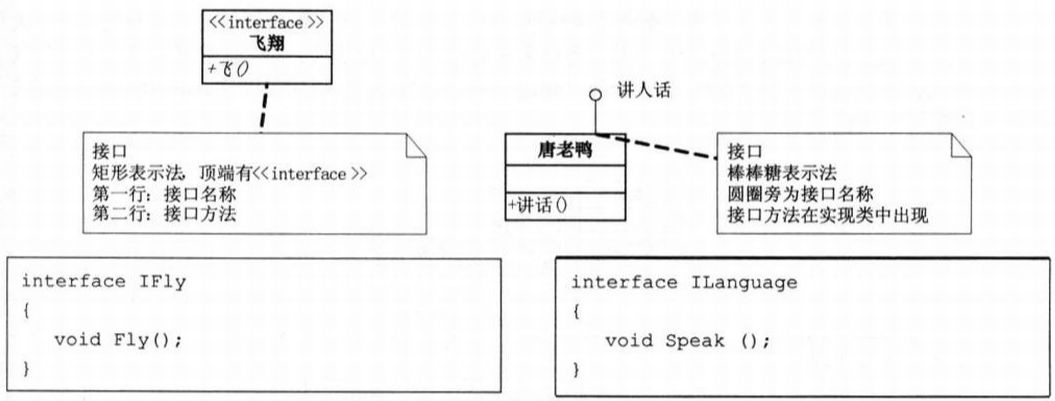 <<interface>>
飞翔
+飞()
接口
矩形表示法，顶端有<<interface>>
第一行：接口名称
第二行：接口方法
讲人话
唐老鸭
+讲话()
接口
棒棒糖表示法
圆圈旁为接口名称
接口方法在实现类中出现
interface IFly
{
void Fly();
}
interface ILanguage
{
void Speak ();
}